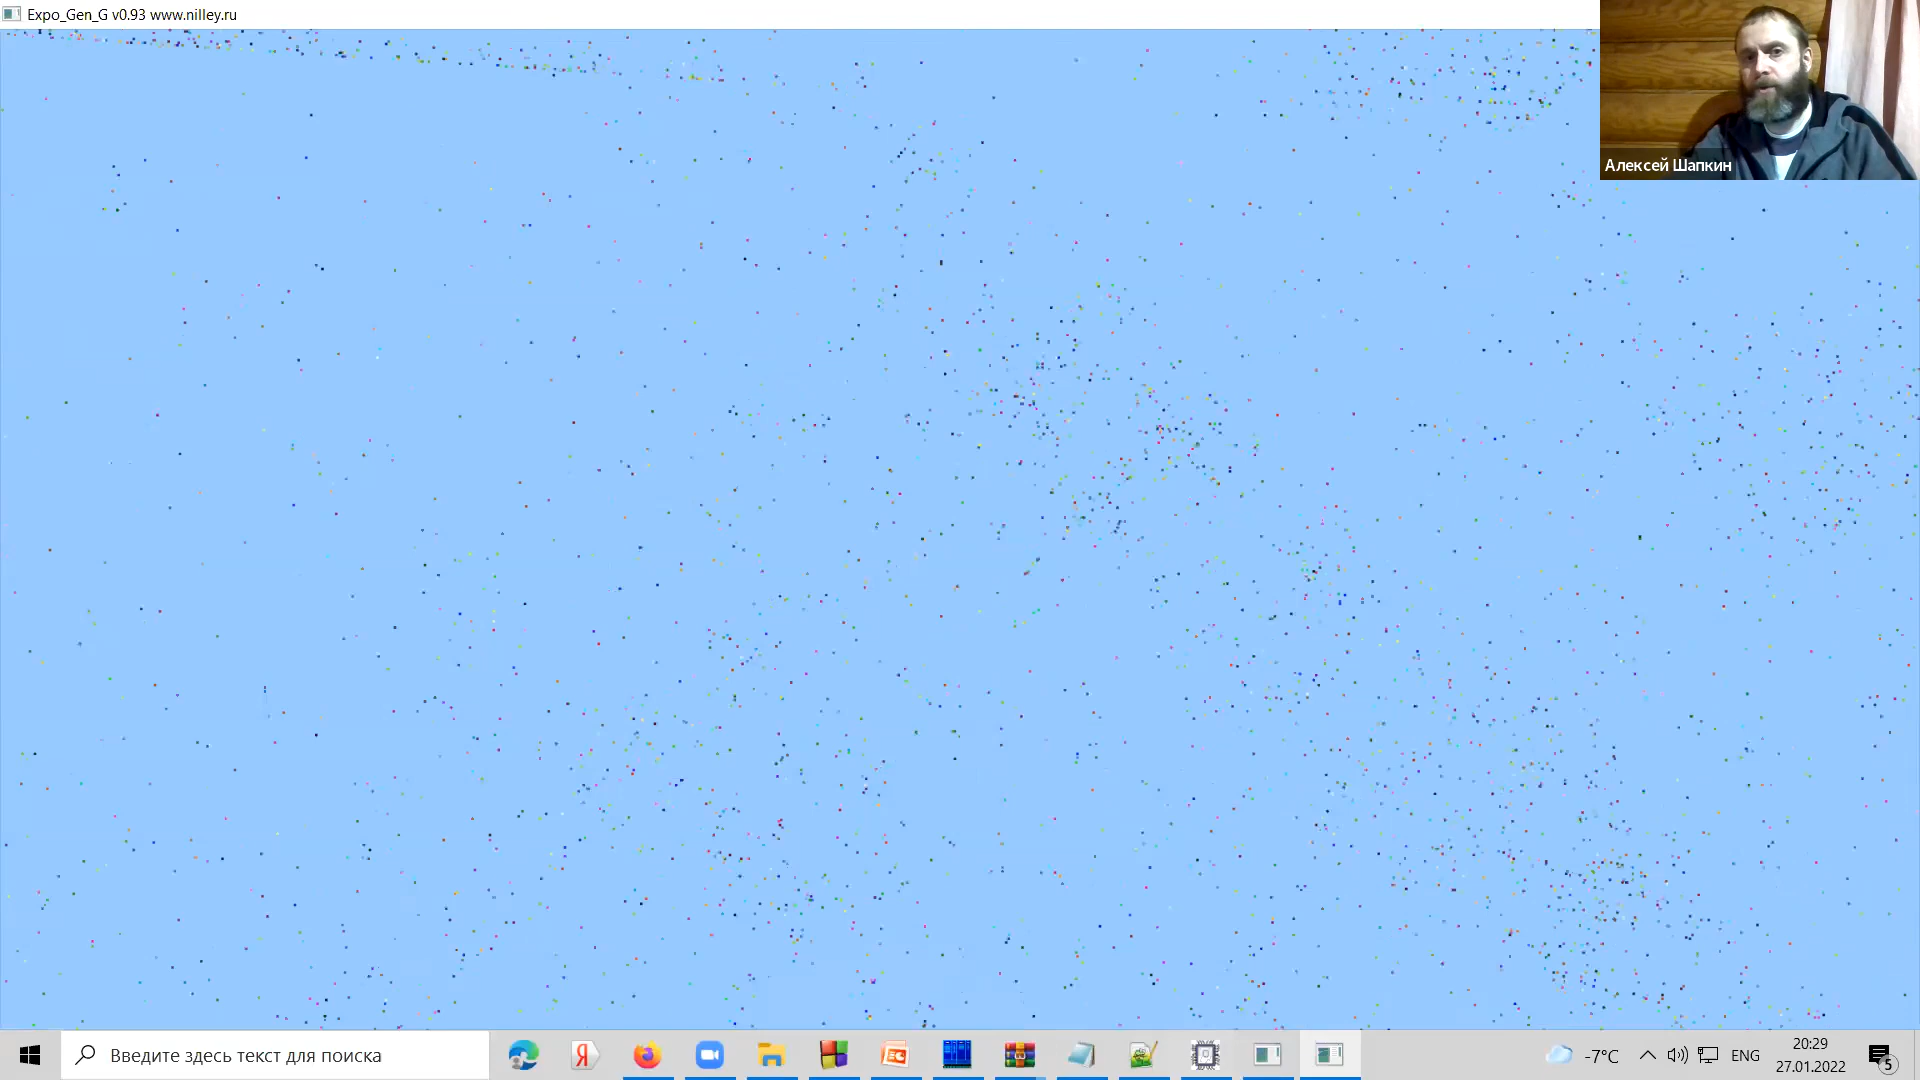 Expo_Gen_G v0.93 www.nilley.ru
Алексей Шапкин
Введите здесь текст для поиска
-7°C
ENG
20:29
27.01.2022
5